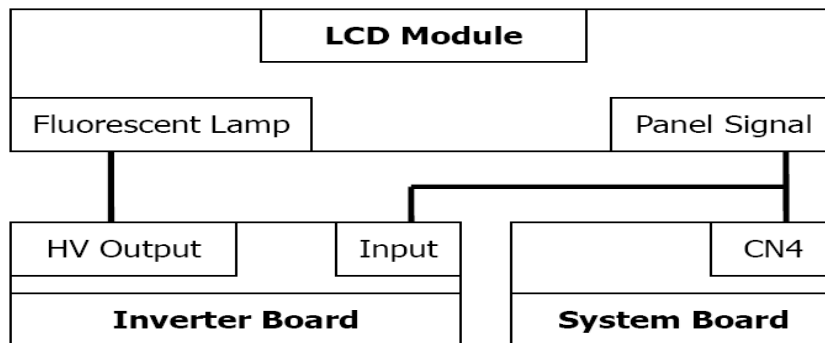 LCD Module
Fluorescent Lamp
Panel Signal
HV Output
Input
CN4
Inverter Board
System Board